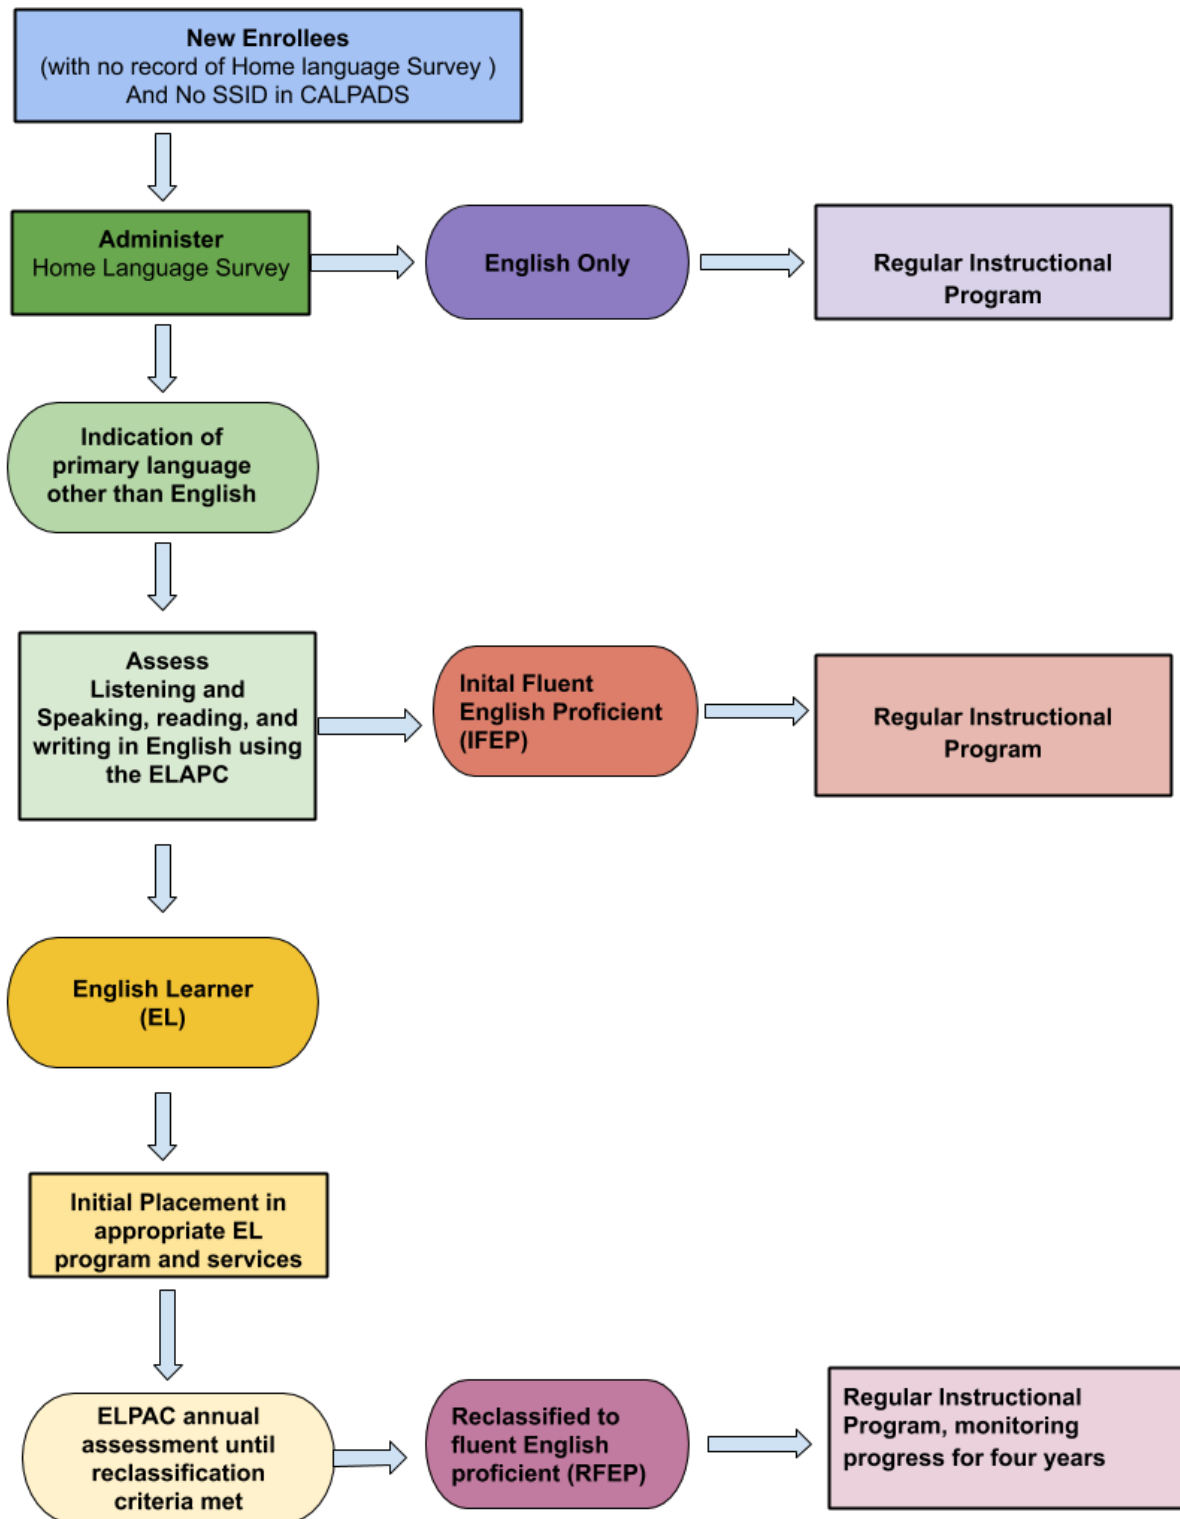 New Enrollees
(with no record of Home language Survey )
And No SSID in CALPADS
Administer
Home Language Survey
English Only
Regular Instructional
Program
Indication of
primary language
other than English
Assess
Listening and
Speaking, reading, and
writing in English using
the ELAPC
Inital Fluent
English Proficient
(IFEP)
Regular Instructional
Program
English Learner
(EL)
Initial Placement in
appropriate EL
program and services
ELPAC annual
assessment until
reclassification
criteria met
Reclassified to
fluent English
proficient (RFEP)
Regular Instructional
Program, monitoring
progress for four years